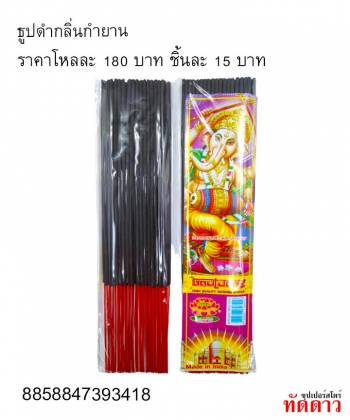 ธูปดำกลิ่นกำยาน
ราคาโหลละ 180 บาท ชิ้นละ 15 บาท
Made in India
8858847393418
ซุปเปอร์สโตร์
ทัดดาว